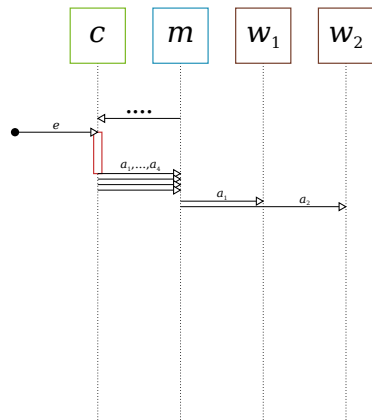 c m w₁ w₂
....
e
a₁,...,a₄
a₁
a₂